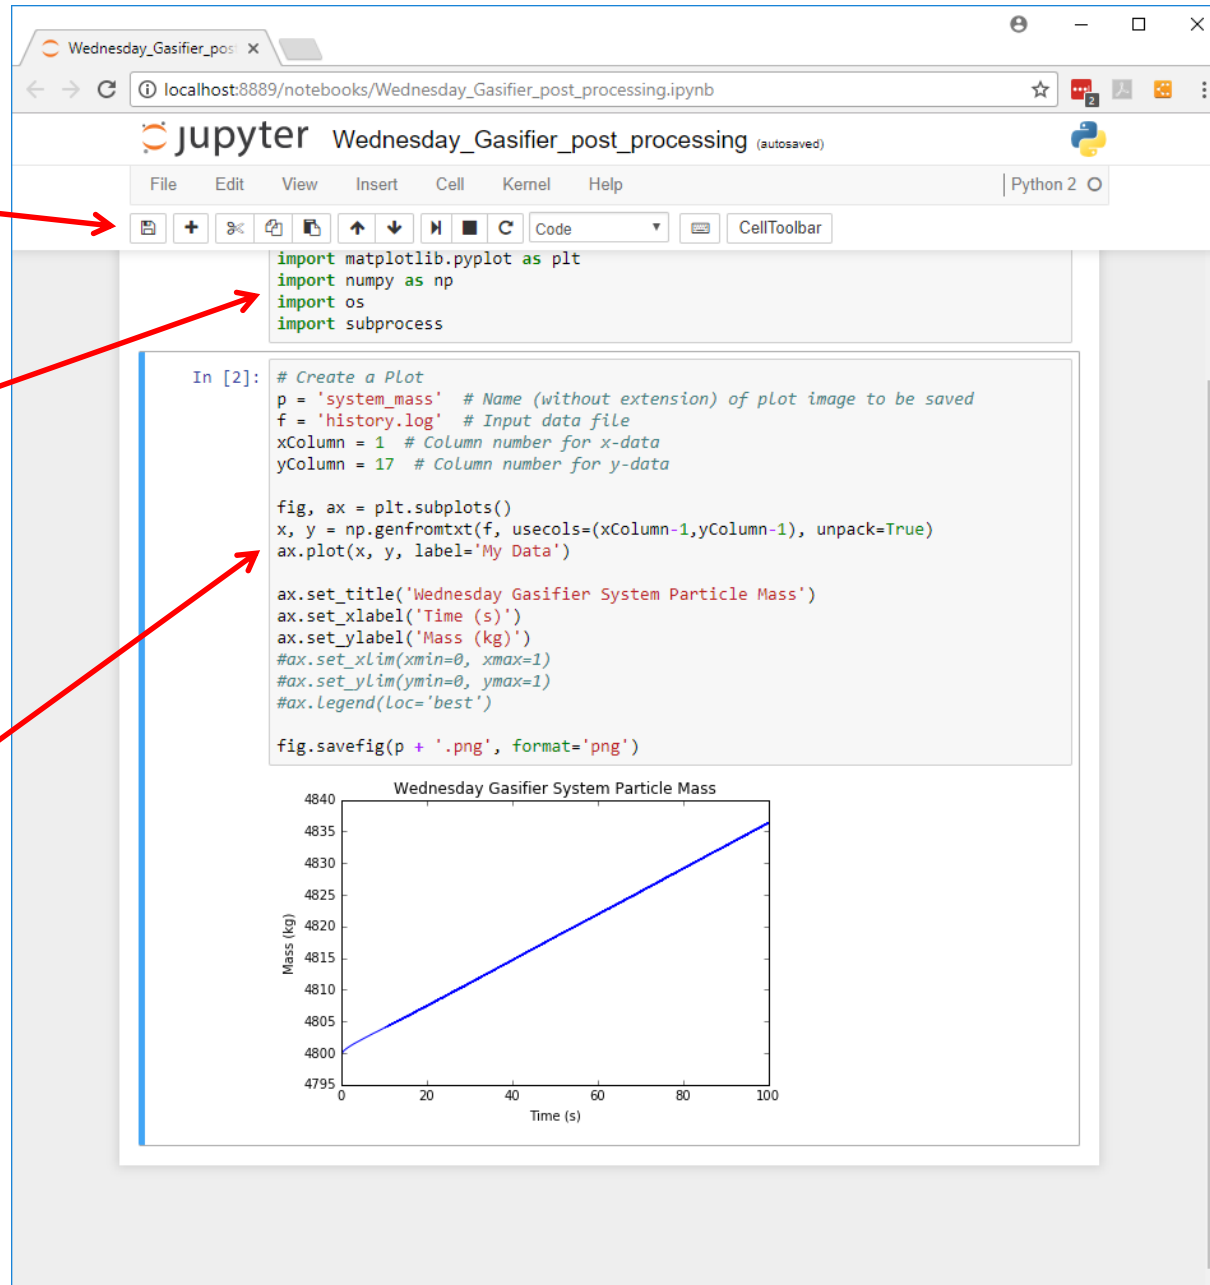 Wednesday_Gasifier_pos
localhost:8889/notebooks/Wednesday_Gasifier_post_processing.ipynb
2
jupyter Wednesday_Gasifier_post_processing (autosaved)
File Edit View Insert Cell Kernel Help Python 2
Code CellToolbar
import matplotlib.pyplot as plt
import numpy as np
import os
import subprocess
In [2]: # Create a Plot
p = 'system_mass'  # Name (without extension) of plot image to be saved
f = 'history.log'  # Input data file
xColumn = 1  # Column number for x-data
yColumn = 17  # Column number for y-data
fig, ax = plt.subplots()
x, y = np.genfromtxt(f, usecols=(xColumn-1,yColumn-1), unpack=True)
ax.plot(x, y, label='My Data')
ax.set_title('Wednesday Gasifier System Particle Mass')
ax.set_xlabel('Time (s)')
ax.set_ylabel('Mass (kg)')
#ax.set_xlim(xmin=0, xmax=1)
#ax.set_ylim(ymin=0, ymax=1)
#ax.legend(loc='best')
fig.savefig(p + '.png', format='png')
Wednesday Gasifier System Particle Mass
4840
4835
4830
4825
4820
4815
4810
4805
4800
4795
Mass (kg)
0 20 40 60 80 100
Time (s)